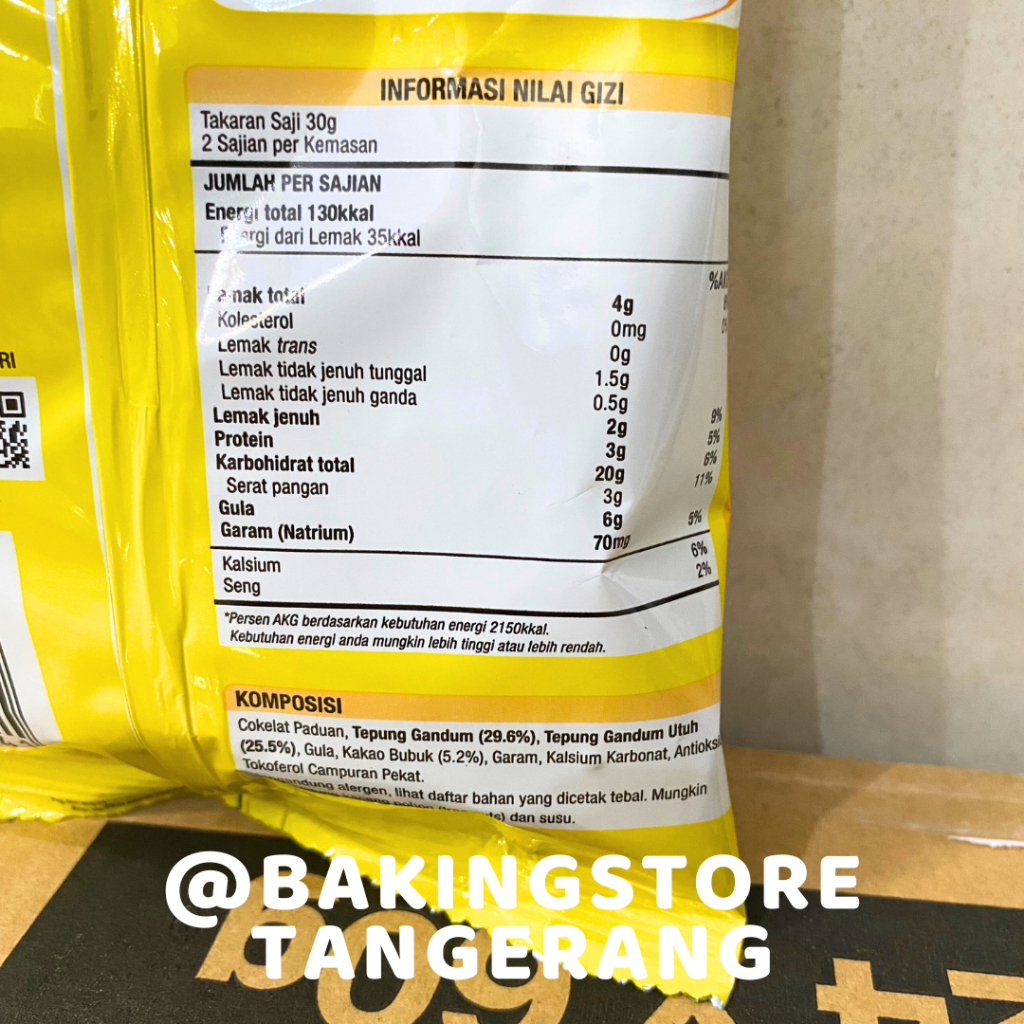 INFORMASI NILAI GIZI
Takaran Saji 30g
2 Sajian per Kemasan
JUMLAH PER SAJIAN
Energi total 130kkal
Energi dari Lemak 35kkal
Lemak total 4g
Kolesterol 0mg
Lemak trans 0g
Lemak tidak jenuh tunggal 1.5g
Lemak tidak jenuh ganda 0.5g
Lemak jenuh 2g 9%
Protein 3g 5%
Karbohidrat total 20g 6%
Serat pangan 3g 11%
Gula 6g
Garam (Natrium) 70mg 5%
Kalsium 6%
Seng 2%
*Persen AKG berdasarkan kebutuhan energi 2150kkal.
Kebutuhan energi anda mungkin lebih tinggi atau lebih rendah.
RI
KOMPOSISI
Cokelat Paduan, Tepung Gandum (29.6%), Tepung Gandum Utuh
(25.5%), Gula, Kakao Bubuk (5.2%), Garam, Kalsium Karbonat, Antioksi
Tokoferol Campuran Pekat.
alergen, lihat daftar bahan yang dicetak tebal. Mungkin
dan susu.
@BAKINGSTORE
TANGERANG